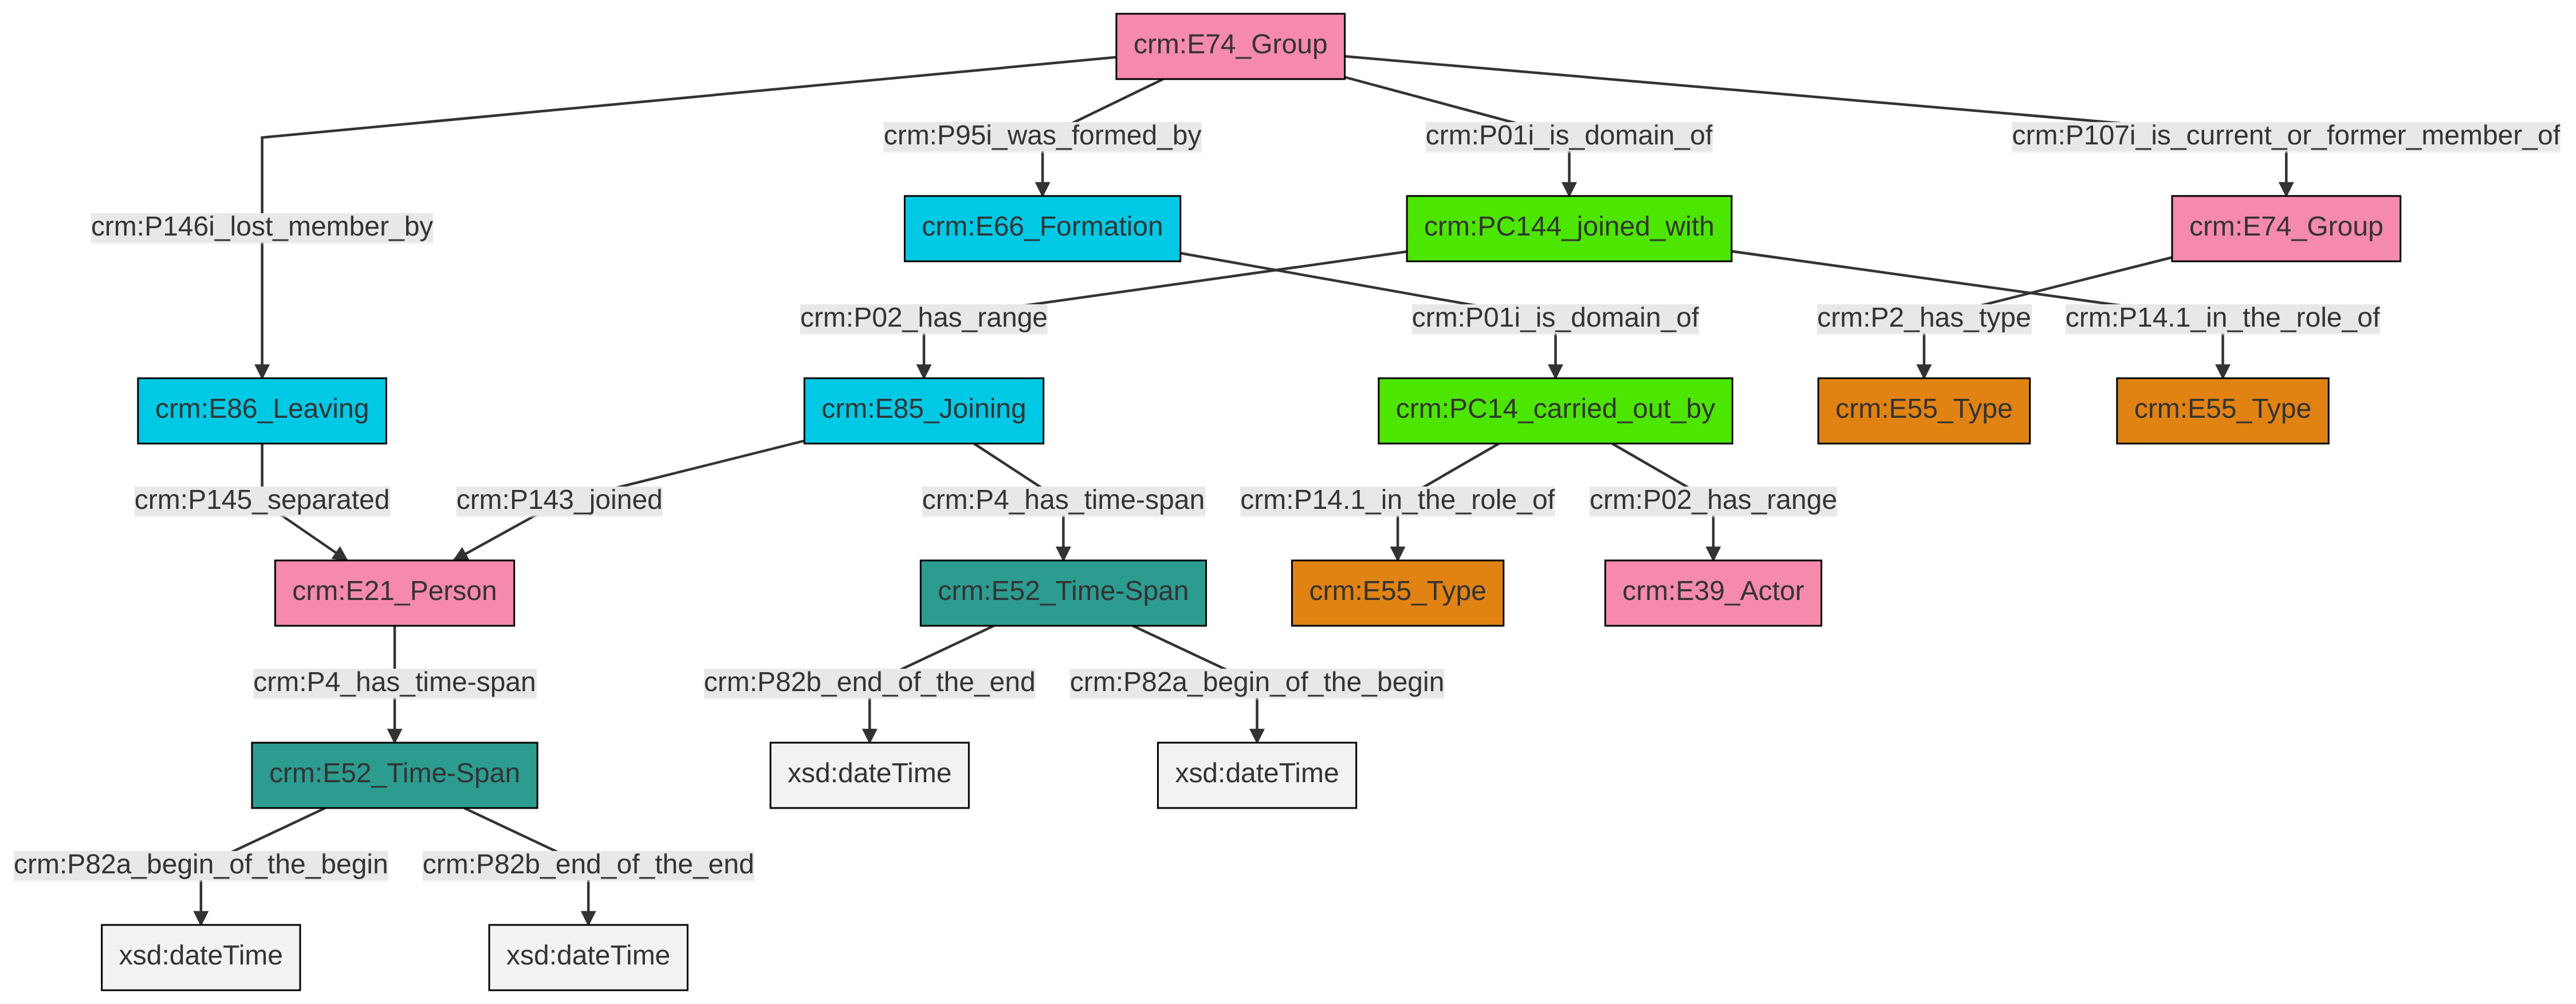 crm:E74_Group
crm:P95i_was_formed_by
crm:P01i_is_domain_of
crm:P107i_is_current_or_former_member_of
crm:P146i_lost_member_by
crm:E66_Formation
crm:PC144_joined_with
crm:E74_Group
crm:P02_has_range
crm:P01i_is_domain_of
crm:P2_has_type
crm:P14.1_in_the_role_of
crm:E86_Leaving
crm:E85_Joining
crm:PC14_carried_out_by
crm:E55_Type
crm:E55_Type
crm:P145_separated
crm:P143_joined
crm:P4_has_time-span
crm:P14.1_in_the_role_of
crm:P02_has_range
crm:E21_Person
crm:E52_Time-Span
crm:E55_Type
crm:E39_Actor
crm:P4_has_time-span
crm:P82b_end_of_the_end
crm:P82a_begin_of_the_begin
crm:E52_Time-Span
xsd:dateTime
xsd:dateTime
crm:P82a_begin_of_the_begin
crm:P82b_end_of_the_end
xsd:dateTime
xsd:dateTime